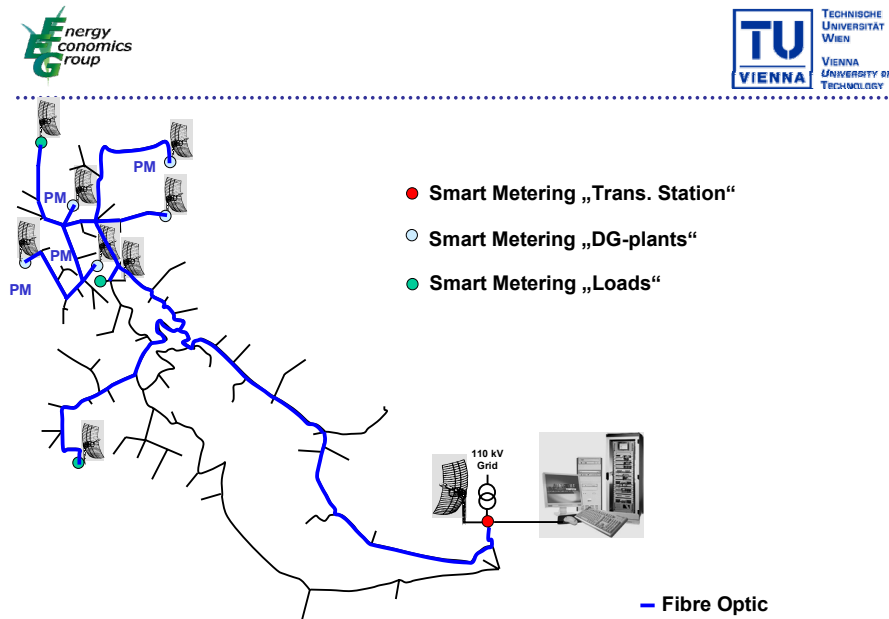 Energy
Economics
Group
TU
VIENNA
TECHNISCHE
UNIVERSITÄT
WIEN
VIENNA
UNIVERSITY OF
TECHNOLOGY
PM
PM
PM
PM
Smart Metering „Trans. Station“
Smart Metering „DG-plants“
Smart Metering „Loads“
110 kV
Grid
Fibre Optic